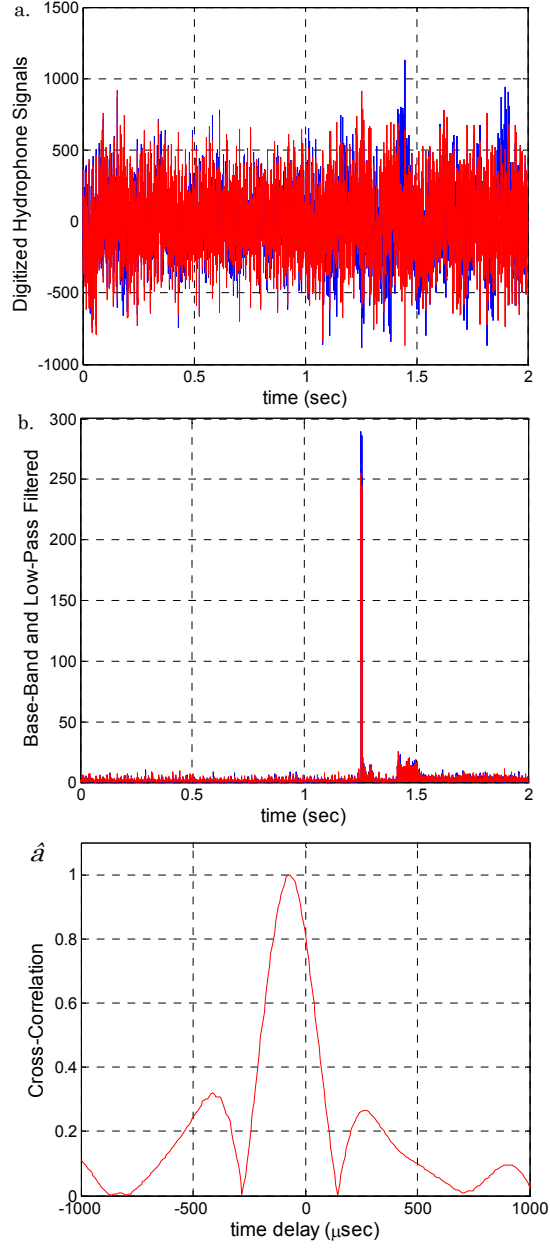 a.
1500
1000
500
0
-500
-1000
Digitized Hydrophone Signals
0 0.5 1 1.5 2
time (sec)
b.
300
250
200
150
100
50
0
Base-Band and Low-Pass Filtered
0 0.5 1 1.5 2
time (sec)
â
1
0.8
0.6
0.4
0.2
0
Cross-Correlation
-1000 -500 0 500 1000
time delay (μsec)